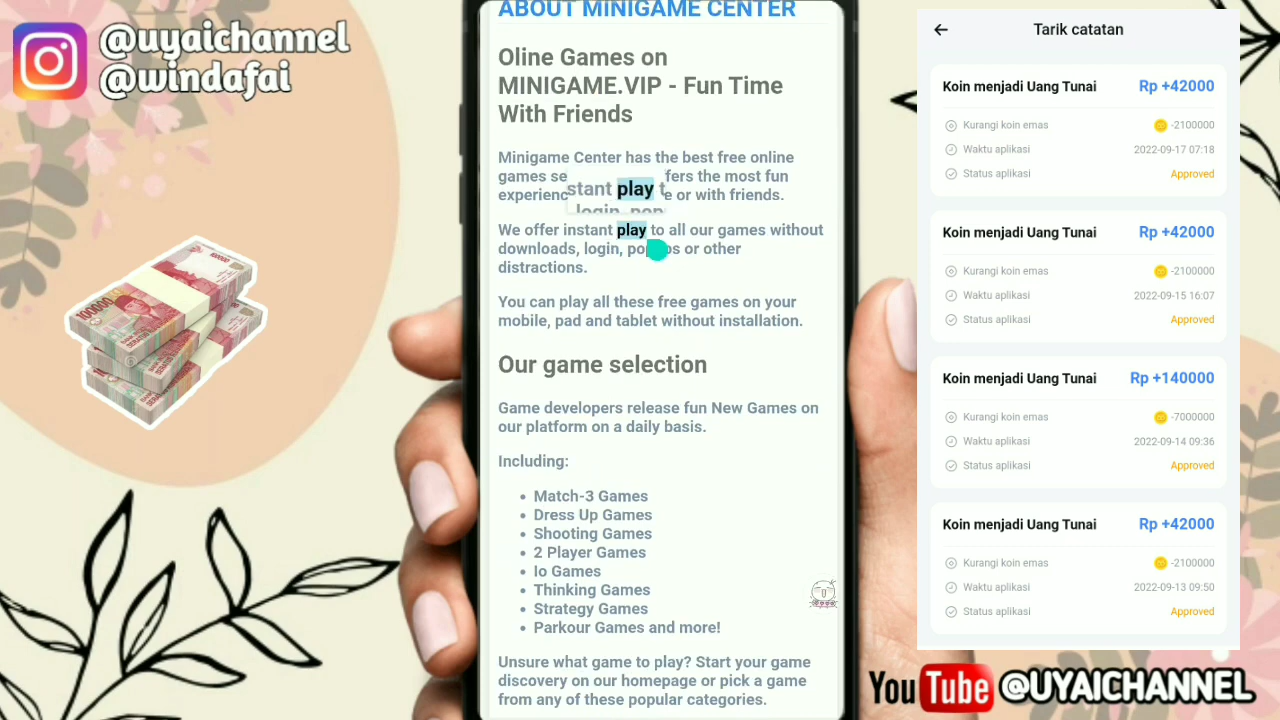 @uyaichannel
@windafai
100000
ABOUT MINIGAME CENTER
Oline Games on
MINIGAME.VIP - Fun Time
With Friends
Minigame Center has the best free online
games se fers the most fun
experienc e or with friends.
stant play t
We offer instant play to all our games without
downloads, login, pop os or other
distractions.
You can play all these free games on your
mobile, pad and tablet without installation.
Our game selection
Game developers release fun New Games on
our platform on a daily basis.
Including:
• Match-3 Games
• Dress Up Games
• Shooting Games
• 2 Player Games
• Io Games
• Thinking Games
• Strategy Games
• Parkour Games and more!
Unsure what game to play? Start your game
discovery on our homepage or pick a game
from any of these popular categories.
Tarik catatan
Koin menjadi Uang Tunai Rp +42000
Kurangi koin emas -2100000
Waktu aplikasi 2022-09-17 07:18
Status aplikasi Approved
Koin menjadi Uang Tunai Rp +42000
Kurangi koin emas -2100000
Waktu aplikasi 2022-09-15 16:07
Status aplikasi Approved
Koin menjadi Uang Tunai Rp +140000
Kurangi koin emas -7000000
Waktu aplikasi 2022-09-14 09:36
Status aplikasi Approved
Koin menjadi Uang Tunai Rp +42000
Kurangi koin emas -2100000
Waktu aplikasi 2022-09-13 09:50
Status aplikasi Approved
YouTube @UYAICHANNEL